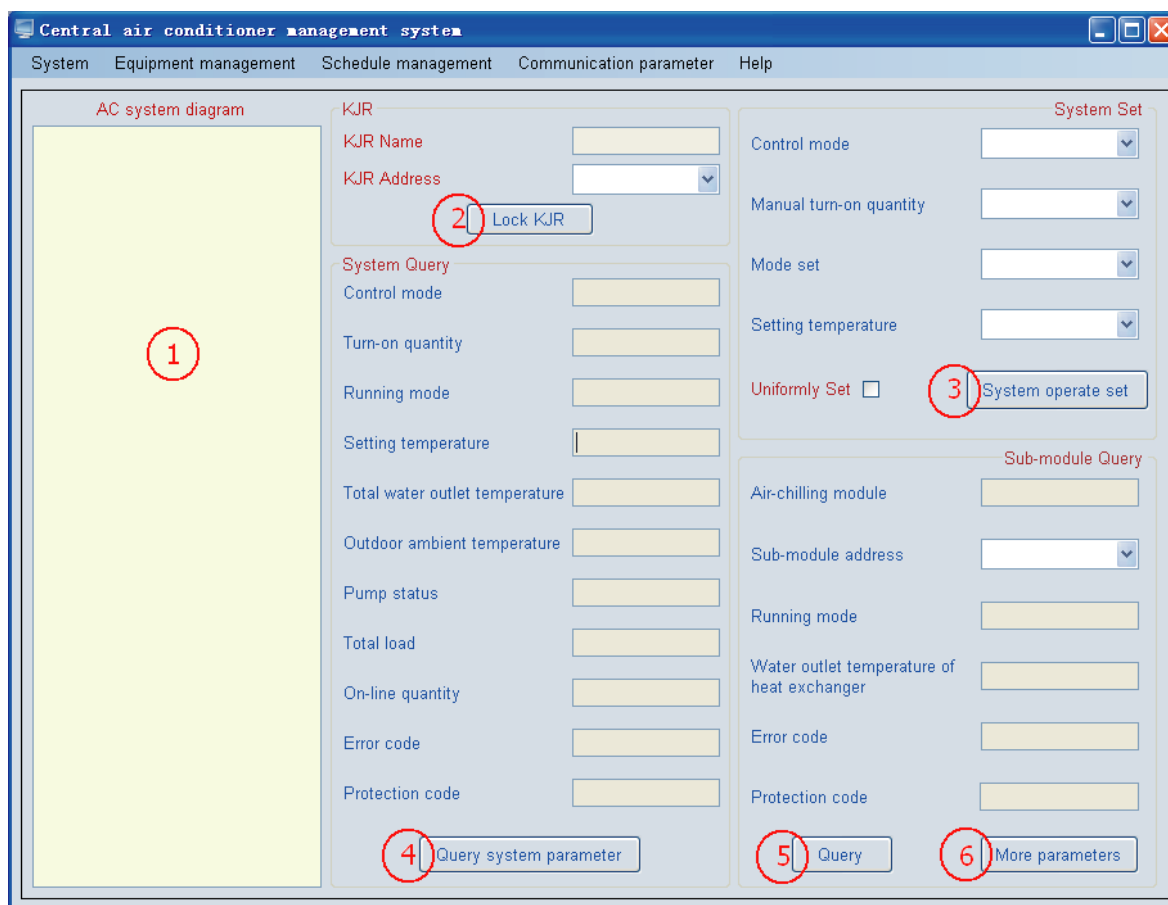 Central air conditioner management system
System Equipment management Schedule management Communication parameter Help
AC system diagram
1
KJR
KJR Name
KJR Address
2 Lock KJR
System Query
Control mode
Turn-on quantity
Running mode
Setting temperature
Total water outlet temperature
Outdoor ambient temperature
Pump status
Total load
On-line quantity
Error code
Protection code
4 Query system parameter
System Set
Control mode
Manual turn-on quantity
Mode set
Setting temperature
Uniformly Set 3 System operate set
Sub-module Query
Air-chilling module
Sub-module address
Running mode
Water outlet temperature of
heat exchanger
Error code
Protection code
5 Query 6 More parameters